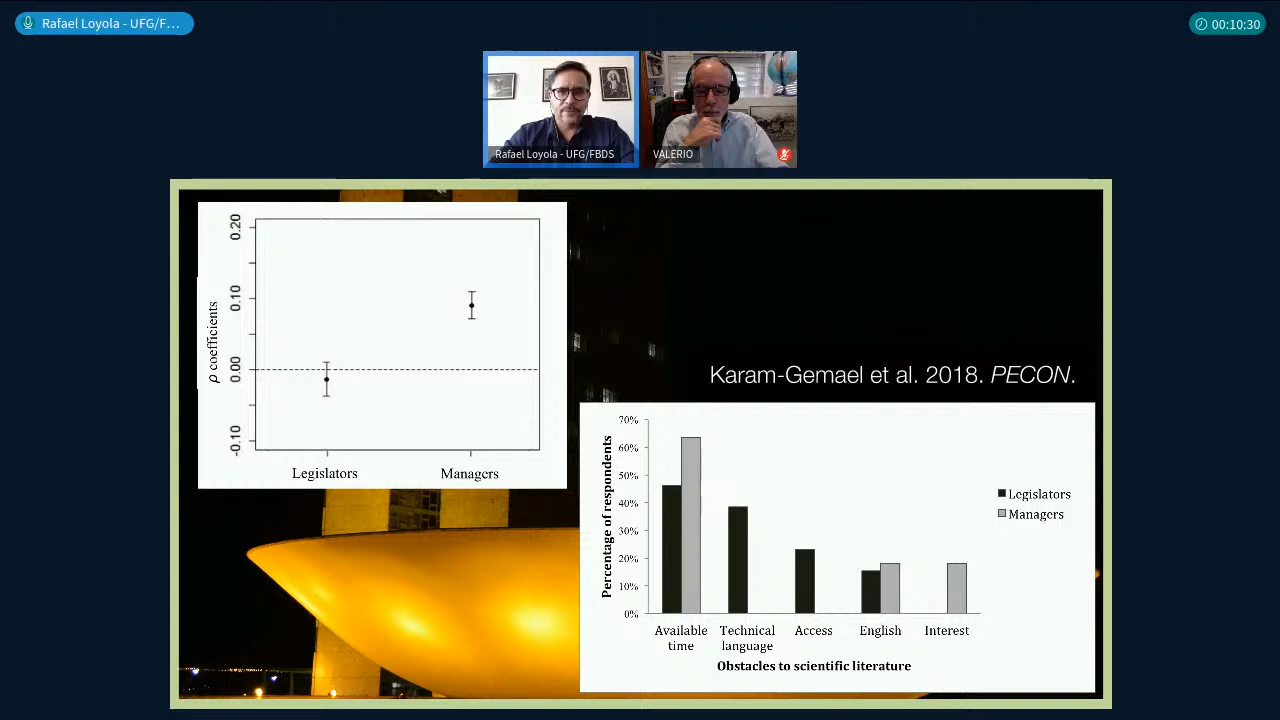 Rafael Loyola - UFG/F...
00:10:30
Rafael Loyola - UFG/FBDS
VALÉRIO
0.20
0.10
0.00
-0.10
ρ coefficients
Legislators
Managers
Karam-Gemael et al. 2018. PECON.
70%
60%
50%
40%
30%
20%
10%
0%
Percentage of respondents
Available time
Technical language
Access
English
Interest
Obstacles to scientific literature
Legislators
Managers